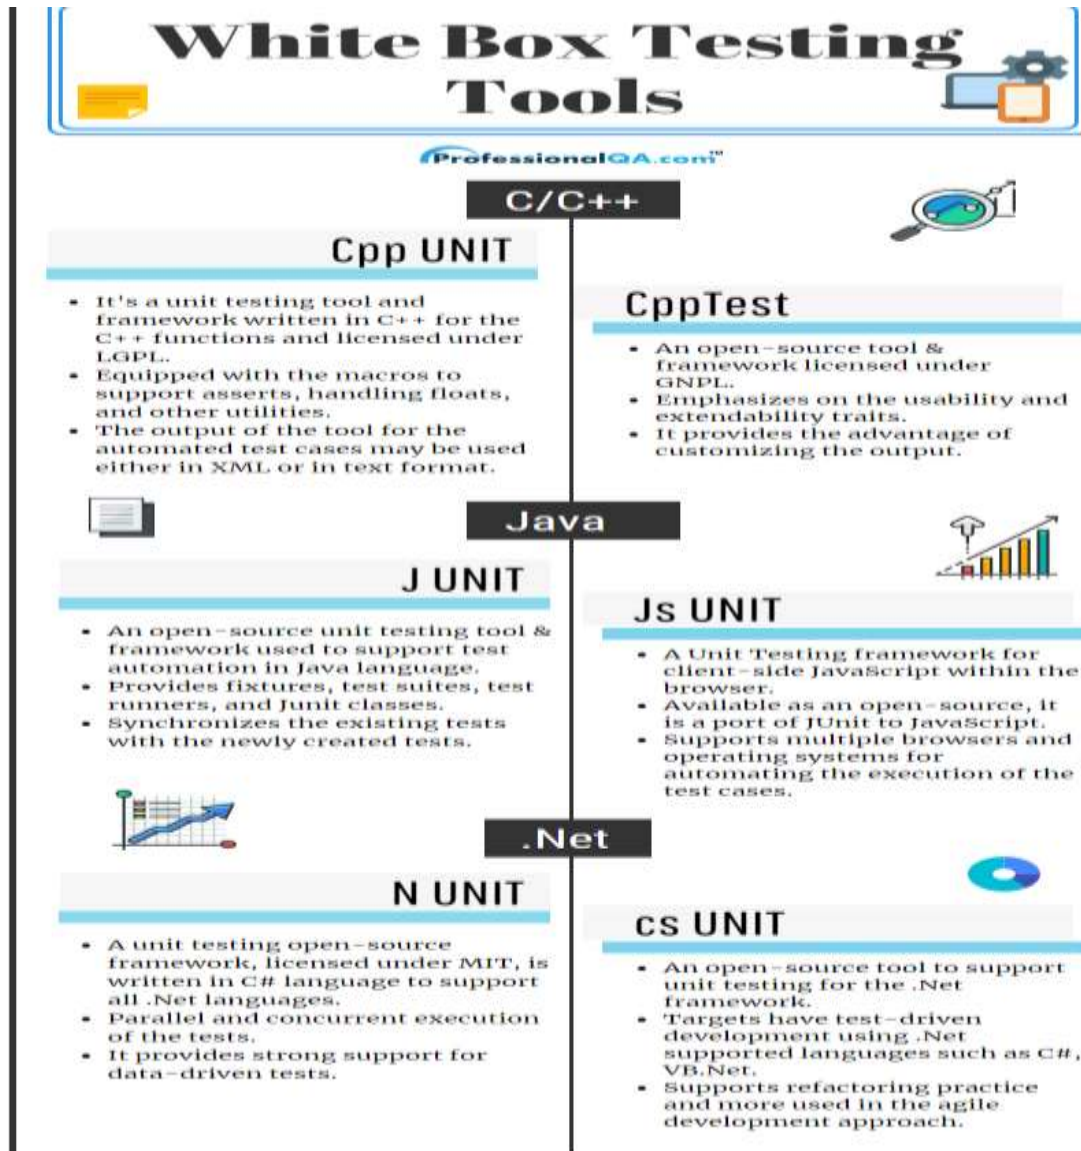 White Box Testing
Tools
ProfessionalQA.com™
C/C++
Cpp UNIT
• It's a unit testing tool and
framework written in C++ for the
C++ functions and licensed under
LGPL.
• Equipped with the macros to
support asserts, handling floats,
and other utilities.
• The output of the tool for the
automated test cases may be used
either in XML or in text format.
CppTest
• An open-source tool &
framework licensed under
GNPL.
• Emphasizes on the usability and
extendability traits.
• It provides the advantage of
customizing the output.
Java
J UNIT
• An open-source unit testing tool &
framework used to support test
automation in Java language.
• Provides fixtures, test suites, test
runners, and Junit classes.
• Synchronizes the existing tests
with the newly created tests.
Js UNIT
• A Unit Testing framework for
client-side JavaScript within the
browser.
• Available as an open-source, it
is a port of JUnit to JavaScript.
• Supports multiple browsers and
operating systems for
automating the execution of the
test cases.
.Net
N UNIT
• A unit testing open-source
framework, licensed under MIT, is
written in C# language to support
all .Net languages.
• Parallel and concurrent execution
of the tests.
• It provides strong support for
data-driven tests.
cs UNIT
• An open-source tool to support
unit testing for the .Net
framework.
• Targets have test-driven
development using .Net
supported languages such as C#,
VB.Net.
• Supports refactoring practice
and more used in the agile
development approach.